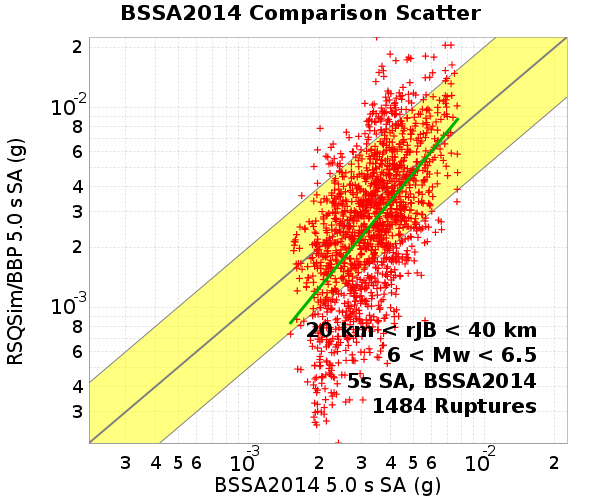 BSSA2014 Comparison Scatter
RSQSim/BBP 5.0 s SA (g)
2
10-2
8
6
4
3
2
10-3
8
6
4
3
20 km < rJB < 40 km
6 < Mw < 6.5
5s SA, BSSA2014
1484 Ruptures
3 4 5 6 10-3 2 3 4 5 6 10-2 2
BSSA2014 5.0 s SA (g)